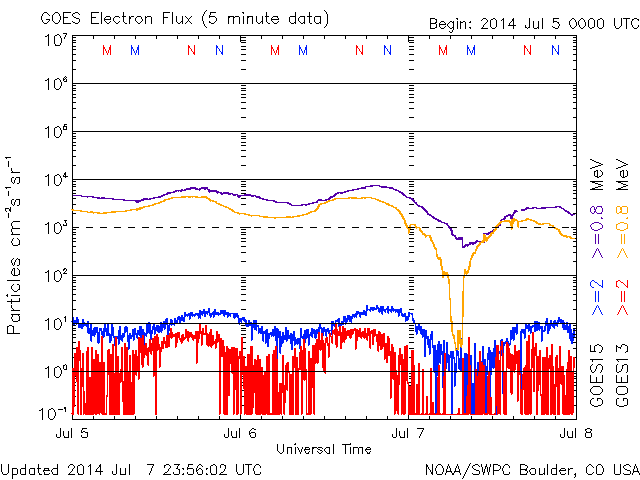 GOES Electron Flux (5 minute data)
Begin: 2014 Jul 5 0000 UTC
M M N N M M N N M M N N
10⁷
10⁶
10⁵
10⁴
10³
10²
10¹
10⁰
10⁻¹
Particles cm⁻²s⁻¹sr⁻¹
Jul 5 Jul 6 Jul 7 Jul 8
Universal Time
GOES15 >=2 >=0.8 MeV
GOES13 >=2 >=0.8 MeV
Updated 2014 Jul 7 23:56:02 UTC
NOAA/SWPC Boulder, CO USA